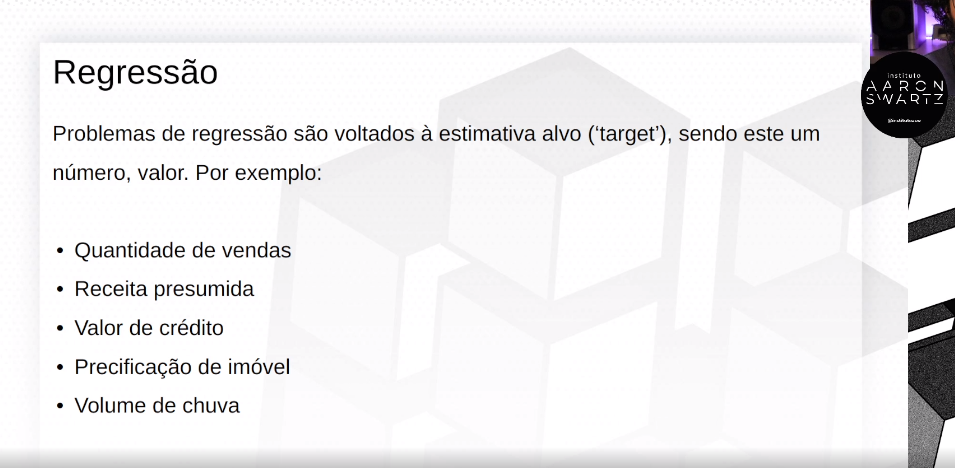 Regressão
Problemas de regressão são voltados à estimativa alvo (‘target’), sendo este um
número, valor. Por exemplo:
• Quantidade de vendas
• Receita presumida
• Valor de crédito
• Precificação de imóvel
• Volume de chuva
instituto
AARON
SWARTZ